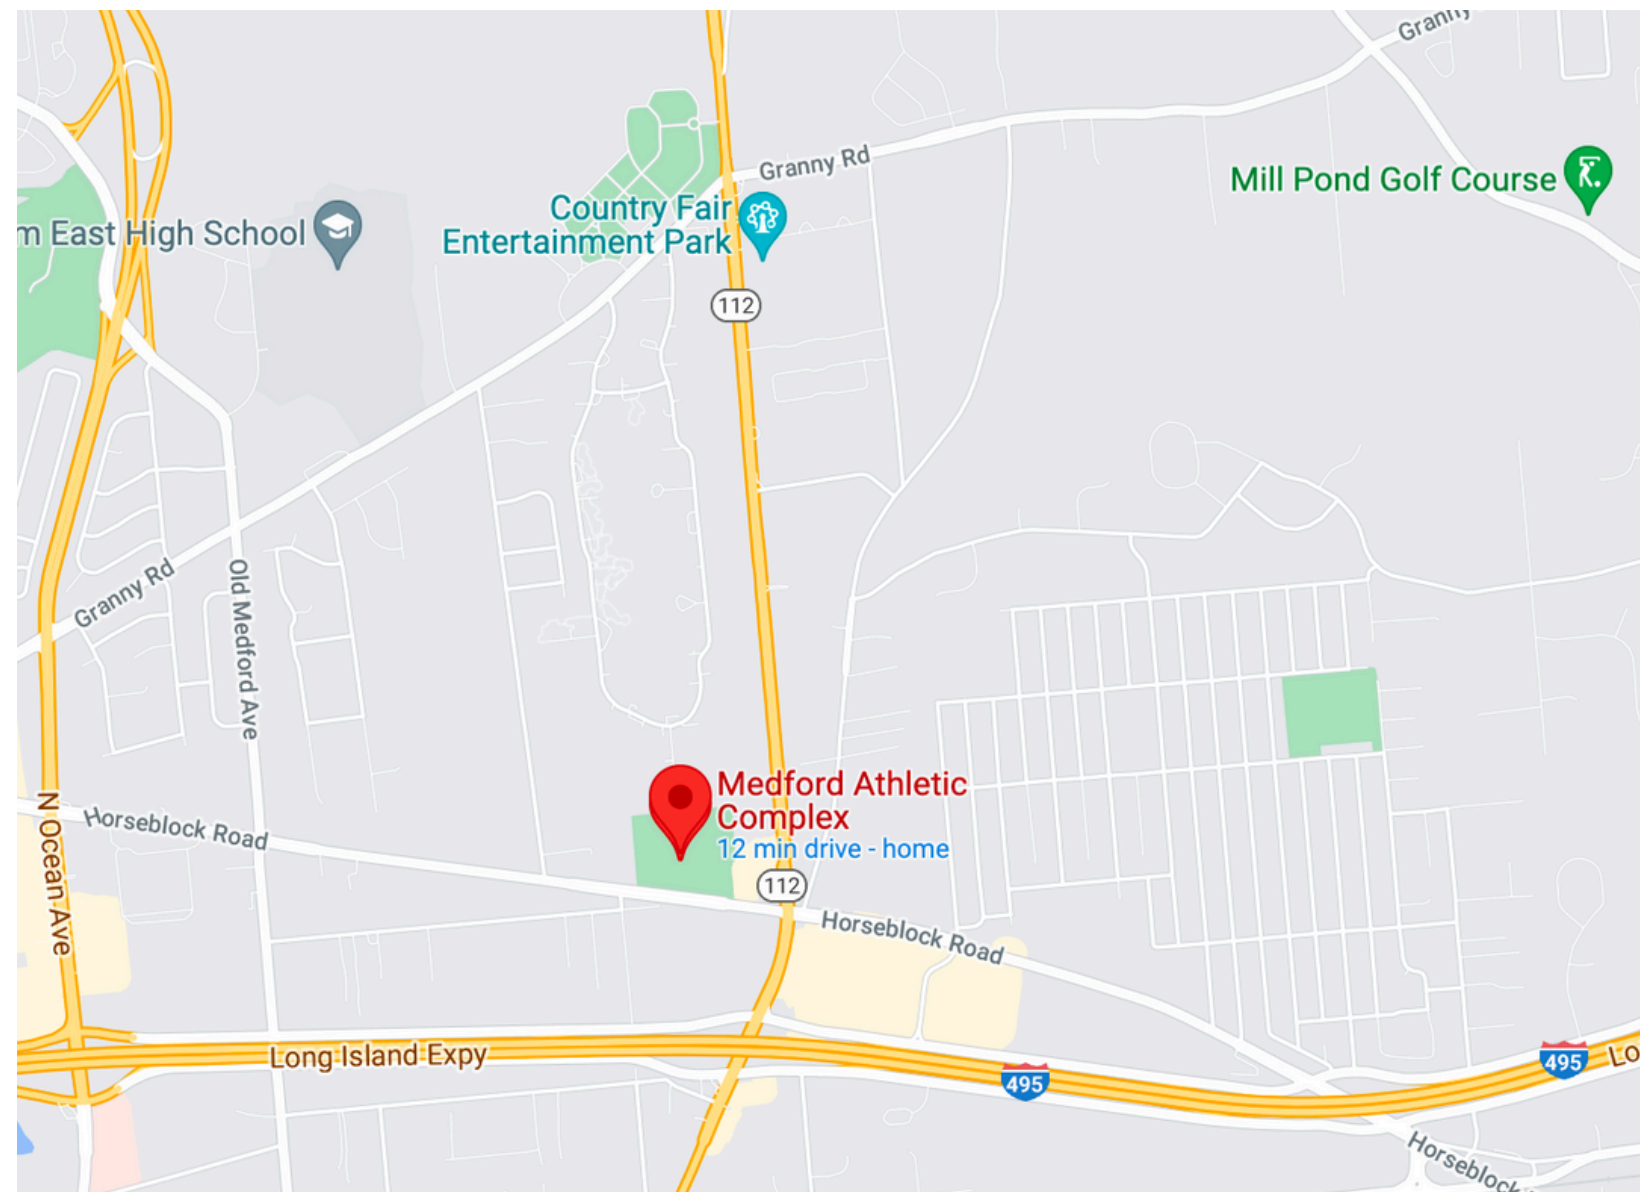 Granny
Granny Rd
Mill Pond Golf Course
Country Fair
Entertainment Park
m East High School
112
Granny Rd
Old Medford Ave
Medford Athletic
Complex
12 min drive - home
Horseblock Road
N Ocean Ave
112
Horseblock Road
Long Island Expy
495
495
Lo
Horseblock